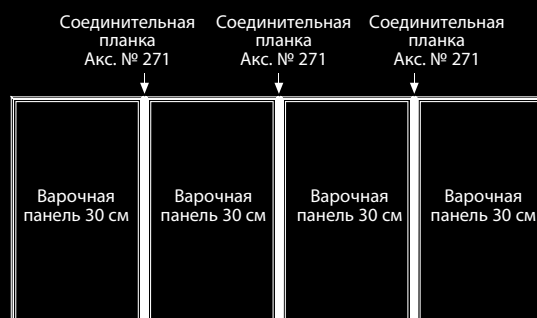 Соединительная
планка
Акс. № 271
Соединительная
планка
Акс. № 271
Соединительная
планка
Акс. № 271
Варочная
панель 30 см
Варочная
панель 30 см
Варочная
панель 30 см
Варочная
панель 30 см